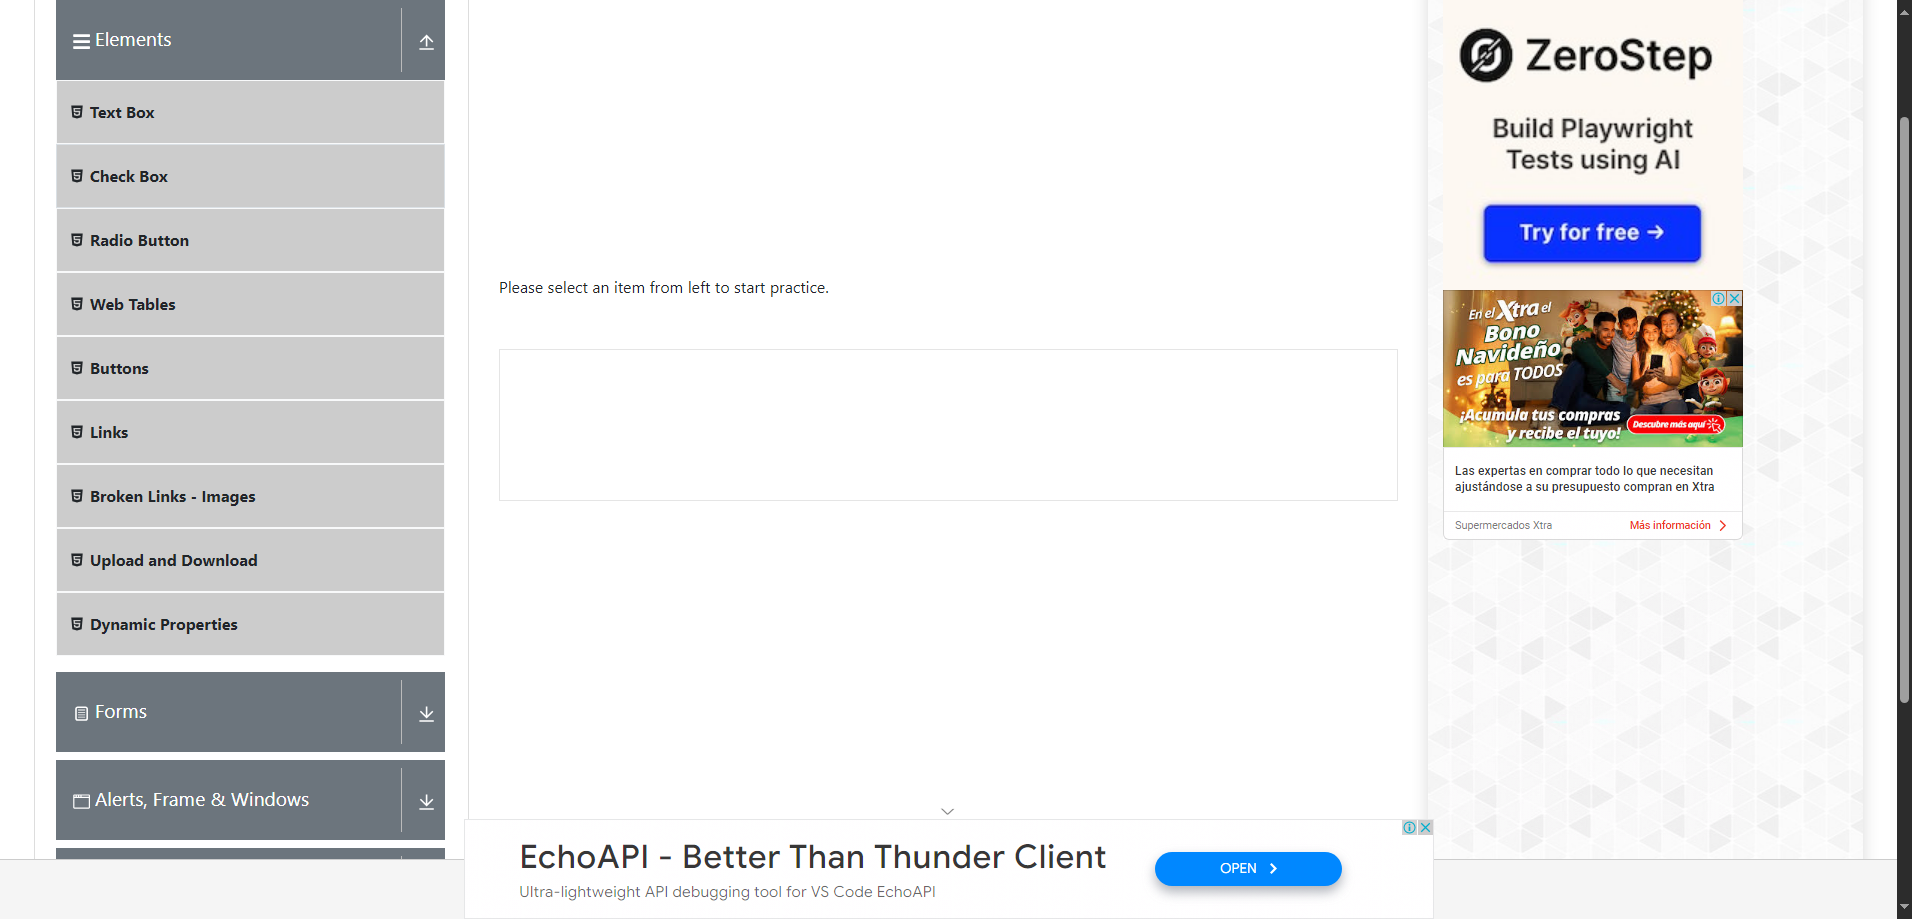 Elements
Text Box
Check Box
Radio Button
Web Tables
Buttons
Links
Broken Links - Images
Upload and Download
Dynamic Properties
Forms
Alerts, Frame & Windows
Please select an item from left to start practice.
ZeroStep
Build Playwright
Tests using AI
Try for free →
En el Xtra el
Bono
Navideño
es para TODOS
¡Acumula tus compras
y recibe el tuyo!
Descubre más aquí
Las expertas en comprar todo lo que necesitan
ajustándose a su presupuesto compran en Xtra
Supermercados Xtra
Más información
EchoAPI - Better Than Thunder Client
Ultra-lightweight API debugging tool for VS Code EchoAPI
OPEN